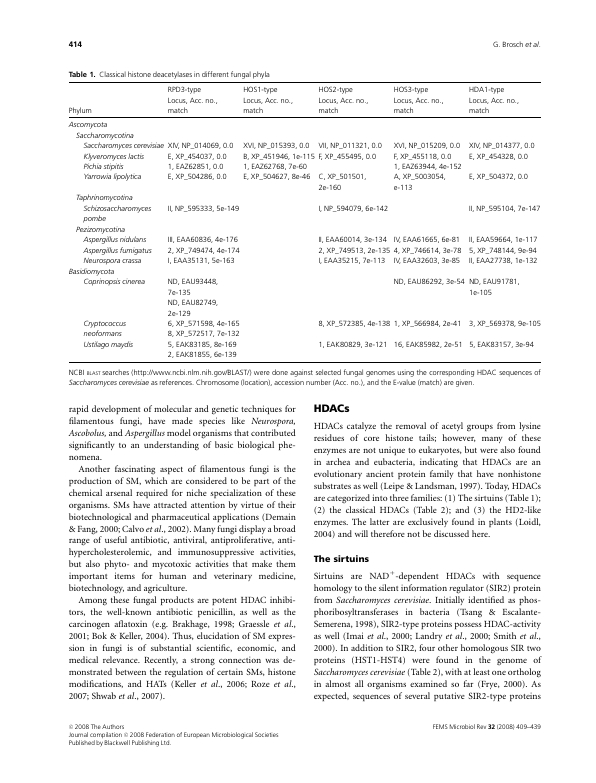 414
G. Brosch et al.
Table 1. Classical histone deacetylases in different fungal phyla
Phylum
RPD3-type
Locus, Acc. no.,
match
HOS1-type
Locus, Acc. no.,
match
HOS2-type
Locus, Acc. no.,
match
HOS3-type
Locus, Acc. no.,
match
HDA1-type
Locus, Acc. no.,
match
Ascomycota
Saccharomycotina
Saccharomyces cerevisiae XIV, NP_014069, 0.0 XVI, NP_015393, 0.0 VII, NP_011321, 0.0 XVI, NP_015209, 0.0 XIV, NP_014377, 0.0
Klyveromyces lactis E, XP_454037, 0.0 B, XP_451946, 1e-115 F, XP_455495, 0.0 F, XP_455118, 0.0 E, XP_454328, 0.0
Pichia stipitis 1, EAZ62851, 0.0 1, EAZ62768, 7e-60 1, EAZ63944, 4e-152
Yarrowia lipolytica E, XP_504286, 0.0 E, XP_504627, 8e-46 C, XP_501501, A, XP_5003054, E, XP_504372, 0.0
2e-160 e-113
Taphrinomycotina
Schizosaccharomyces II, NP_595333, 5e-149 I, NP_594079, 6e-142 II, NP_595104, 7e-147
pombe
Pezizomycotina
Aspergillus nidulans III, EAA60836, 4e-176 II, EAA60014, 3e-134 IV, EAA61665, 6e-81 II, EAA59664, 1e-117
Aspergillus fumigatus 2, XP_749474, 4e-174 2, XP_749513, 2e-135 4, XP_746614, 3e-78 5, XP_748144, 9e-94
Neurospora crassa I, EAA35131, 5e-163 II, EAA35215, 7e-113 IV, EAA32603, 3e-85 II, EAA27738, 1e-132
Basidiomycota
Coprinopsis cinerea ND, EAU93448, ND, EAU86292, 3e-54 ND, EAU91781,
7e-135 1e-105
ND, EAU82749,
2e-129
Cryptococcus 6, XP_571598, 4e-165 8, XP_572385, 4e-138 1, XP_566984, 2e-41 3, XP_569378, 9e-105
neoformans 8, XP_572517, 7e-132
Ustilago maydis 5, EAK83185, 8e-169 1, EAK80829, 3e-121 16, EAK85982, 2e-51 5, EAK83157, 3e-94
2, EAK81855, 6e-139
NCBI BLAST searches (http://www.ncbi.nlm.nih.gov/BLAST/) were done against selected fungal genomes using the corresponding HDAC sequences of
Saccharomyces cerevisiae as references. Chromosome (location), accession number (Acc. no.), and the E-value (match) are given.
rapid development of molecular and genetic techniques for
filamentous fungi, have made species like Neurospora,
Ascobolus, and Aspergillus model organisms that contributed
significantly to an understanding of basic biological phe-
nomena.
Another fascinating aspect of filamentous fungi is the
production of SM, which are considered to be part of the
chemical arsenal required for niche specialization of these
organisms. SMs have attracted attention by virtue of their
biotechnological and pharmaceutical applications (Demain
& Fang, 2000; Calvo et al., 2002). Many fungi display a broad
range of useful antibiotic, antiviral, antiproliferative, anti-
hypercholesterolemic, and immunosuppressive activities,
but also phyto- and mycotoxic activities that make them
important items for human and veterinary medicine,
biotechnology, and agriculture.
Among these fungal products are potent HDAC inhibi-
tors, the well-known antibiotic penicillin, as well as the
carcinogen aflatoxin (e.g. Brakhage, 1998; Graessle et al.,
2001; Bok & Keller, 2004). Thus, elucidation of SM expres-
sion in fungi is of substantial scientific, economic, and
medical relevance. Recently, a strong connection was de-
monstrated between the regulation of certain SMs, histone
modifications, and HATs (Keller et al., 2006; Roze et al.,
2007; Shwab et al., 2007).
HDACs
HDACs catalyze the removal of acetyl groups from lysine
residues of core histone tails; however, many of these
enzymes are not unique to eukaryotes, but were also found
in archea and eubacteria, indicating that HDACs are an
evolutionary ancient protein family that have nonhistone
substrates as well (Leipe & Landsman, 1997). Today, HDACs
are categorized into three families: (1) The sirtuins (Table 1);
(2) the classical HDACs (Table 2); and (3) the HD2-like
enzymes. The latter are exclusively found in plants (Loidl,
2004) and will therefore not be discussed here.
The sirtuins
Sirtuins are NAD+-dependent HDACs with sequence
homology to the silent information regulator (SIR2) protein
from Saccharomyces cerevisiae. Initially identified as phos-
phoribosyltransferases in bacteria (Tsang & Escalante-
Semerena, 1998), SIR2-type proteins possess HDAC-activity
as well (Imai et al., 2000; Landry et al., 2000; Smith et al.,
2000). In addition to SIR2, four other homologous SIR two
proteins (HST1-HST4) were found in the genome of
Saccharomyces cerevisiae (Table 2), with at least one ortholog
in almost all organisms examined so far (Frye, 2000). As
expected, sequences of several putative SIR2-type proteins
© 2008 The Authors
Journal compilation © 2008 Federation of European Microbiological Societies
Published by Blackwell Publishing Ltd.
FEMS Microbiol Rev 32 (2008) 409–439